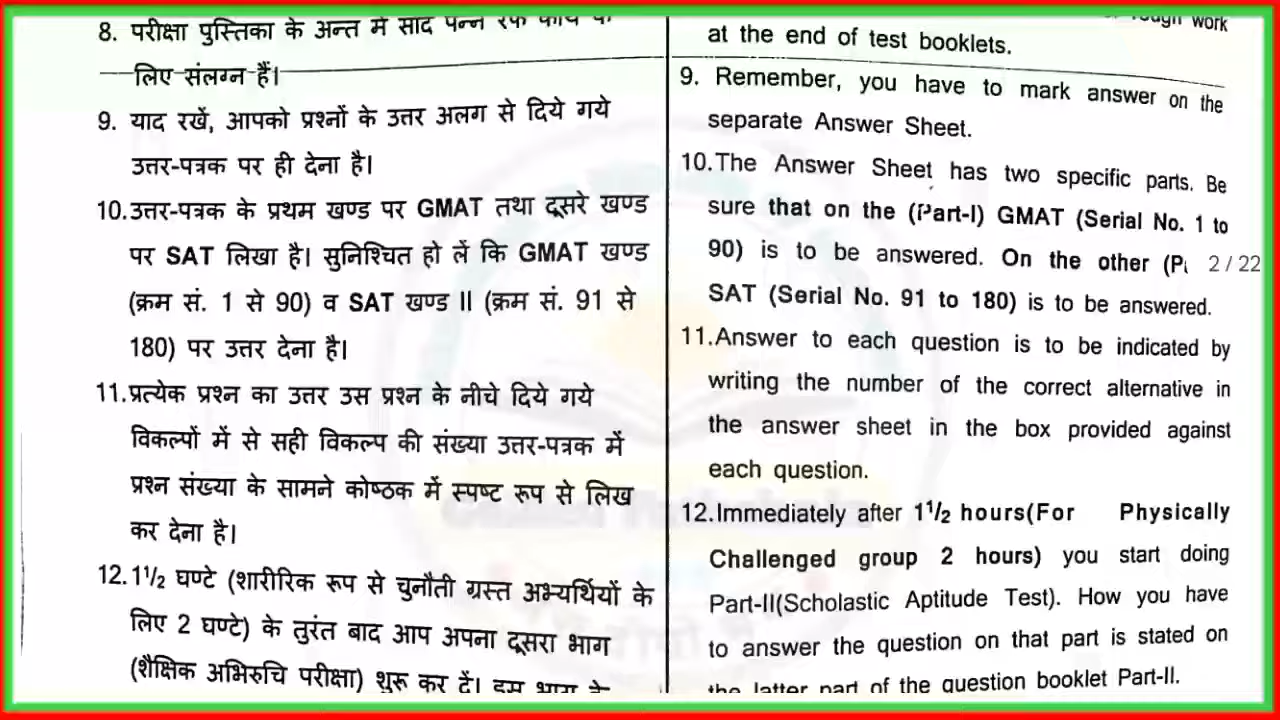 8. परीक्षा पुस्तिका के अन्त में सादे पन्ने रफ कार्य
लिए संलग्न हैं।
9. याद रखें, आपको प्रश्नों के उत्तर अलग से दिये गये
उत्तर-पत्रक पर ही देना है।
10.उत्तर-पत्रक के प्रथम खण्ड पर GMAT तथा दूसरे खण्ड
पर SAT लिखा है। सुनिश्चित हो लें कि GMAT खण्ड
(क्रम सं. 1 से 90) व SAT खण्ड II (क्रम सं. 91 से
180) पर उत्तर देना है।
11.प्रत्येक प्रश्न का उत्तर उस प्रश्न के नीचे दिये गये
विकल्पों में से सही विकल्प की संख्या उत्तर-पत्रक में
प्रश्न संख्या के सामने कोष्ठक में स्पष्ट रूप से लिख
कर देना है।
12.1½ घण्टे (शारीरिक रूप से चुनौती ग्रस्त अभ्यर्थियों के
लिए 2 घण्टे) के तुरंत बाद आप अपना दूसरा भाग
(शैक्षिक अभिरुचि परीक्षा) शुरू कर दें। इस भाग के
rough work
at the end of test booklets.
9. Remember, you have to mark answer on the
separate Answer Sheet.
10.The Answer Sheet has two specific parts. Be
sure that on the (Part-I) GMAT (Serial No. 1 to
90) is to be answered. On the other
2 / 22
SAT (Serial No. 91 to 180) is to be answered.
11.Answer to each question is to be indicated by
writing the number of the correct alternative in
the answer sheet in the box provided against
each question.
12.Immediately after 1½ hours(For Physically
Challenged group 2 hours) you start doing
Part-II(Scholastic Aptitude Test). How you have
to answer the question on that part is stated on
the latter part of the question booklet Part-II.